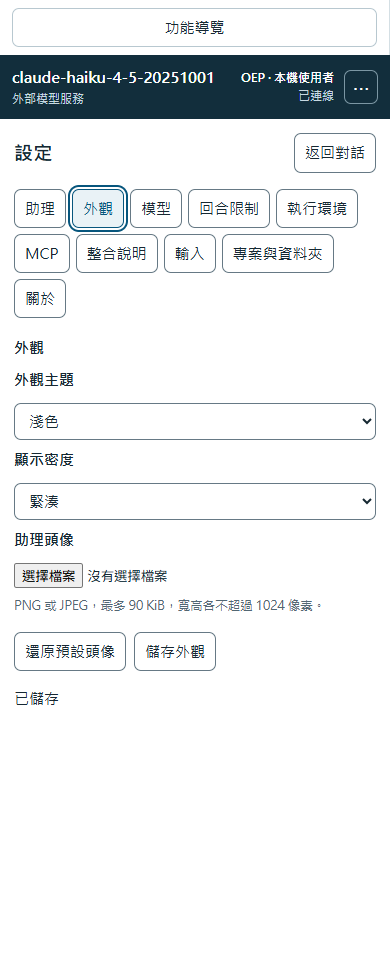 功能導覽
claude-haiku-4-5-20251001
OEP · 本機使用者
...
外部模型服務
已連線
設定
返回對話
助理
外觀
模型
回合限制
執行環境
MCP
整合說明
輸入
專案與資料夾
關於
外觀
外觀主題
淺色
顯示密度
緊湊
助理頭像
選擇檔案 沒有選擇檔案
PNG 或 JPEG，最多 90 KiB，寬高各不超過 1024 像素。
還原預設頭像
儲存外觀
已儲存